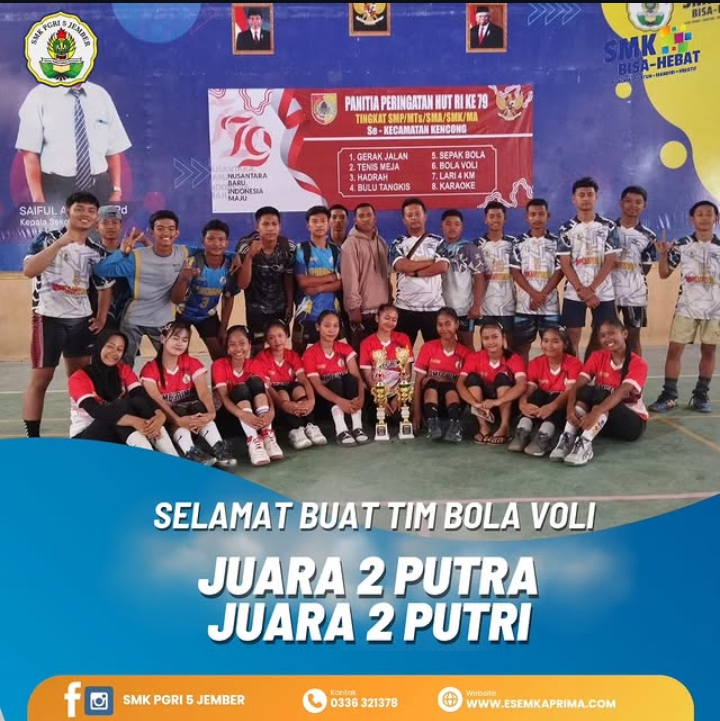 SMK PGRI 5 JEMBER
SMK
BISA-HEBAT
SAIFUL
Kepala
PANITIA PERINGATAN HUT RI KE 79
TINGKAT SMP/MTs/SMA/SMK/MA
Se - KECAMATAN KENCONG
79
NUSANTARA
BARU
INDONESIA
MAJU
1. GERAK JALAN
2. TENIS MEJA
3. HADRAH
4. BULU TANGKIS
5. SEPAK BOLA
6. BOLA VOLI
7. LARI 4 KM
8. KARAOKE
SELAMAT BUAT TIM BOLA VOLI
JUARA 2 PUTRA
JUARA 2 PUTRI
SMK PGRI 5 JEMBER
Kontak
0336 321378
Website
WWW.ESEMKAPRIMA.COM